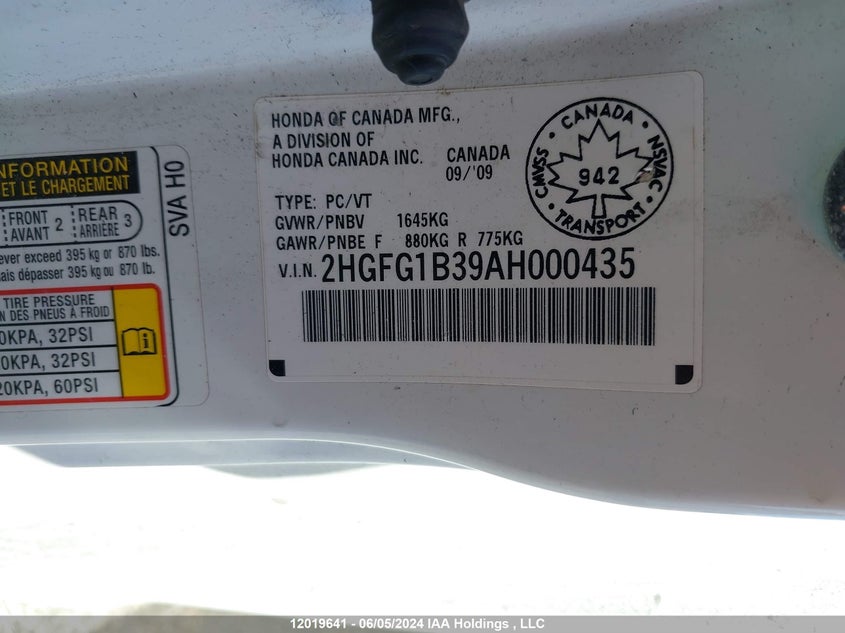 HONDA OF CANADA MFG.,
A DIVISION OF
HONDA CANADA INC. CANADA
09/'09
TYPE: PC/VT
GVWR/PNBV 1645KG
GAWR/PNBE F 880KG R 775KG
V.I.N. 2HGFG1B39AH000435
CANADA
CMVSS • NSVAC
942
TRANSPORT
INFORMATION
ET LE CHARGEMENT
FRONT AVANT 2 REAR ARRIÈRE 3
ever exceed 395 kg or 870 lbs.
mais dépasser 395 kg ou 870 lb.
TIRE PRESSURE
N DES PNEUS À FROID
0KPA, 32PSI
0KPA, 32PSI
20KPA, 60PSI
SVA H0
12019641 - 06/05/2024 IAA Holdings , LLC